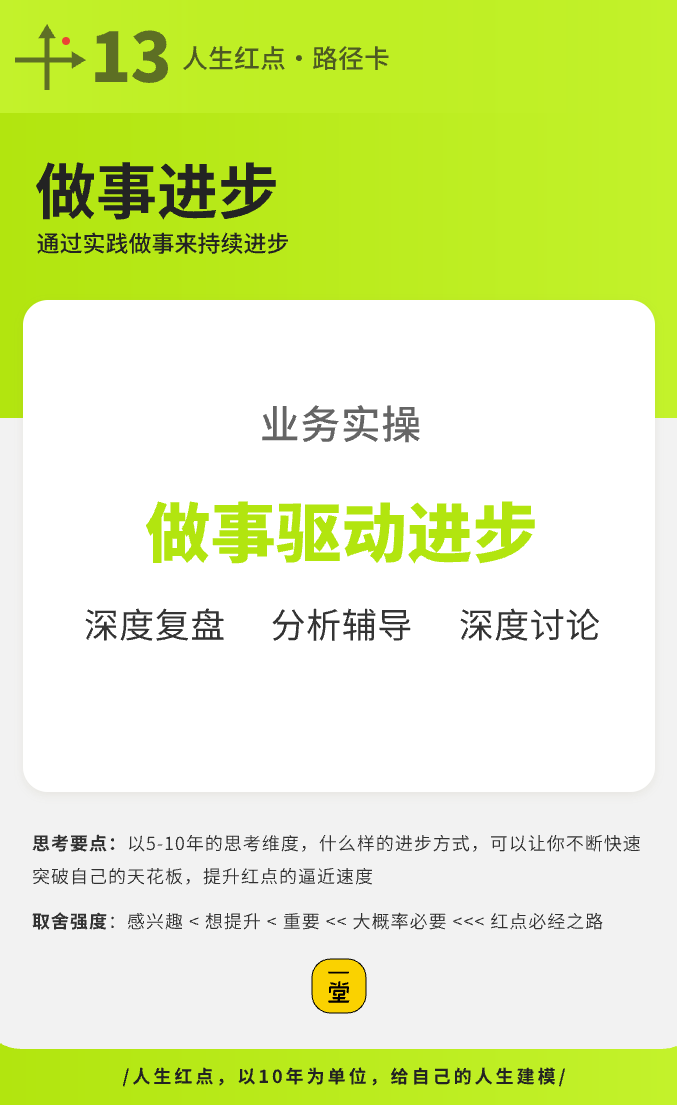 13 人生红点·路径卡
做事进步
通过实践做事来持续进步
业务实操
做事驱动进步
深度复盘 分析辅导 深度讨论
思考要点：以5-10年的思考维度，什么样的进步方式，可以让你不断快速
突破自己的天花板，提升红点的逼近速度
取舍强度：感兴趣 < 想提升 < 重要 << 大概率必要 <<< 红点必经之路
一
堂
/人生红点，以10年为单位，给自己的人生建模/